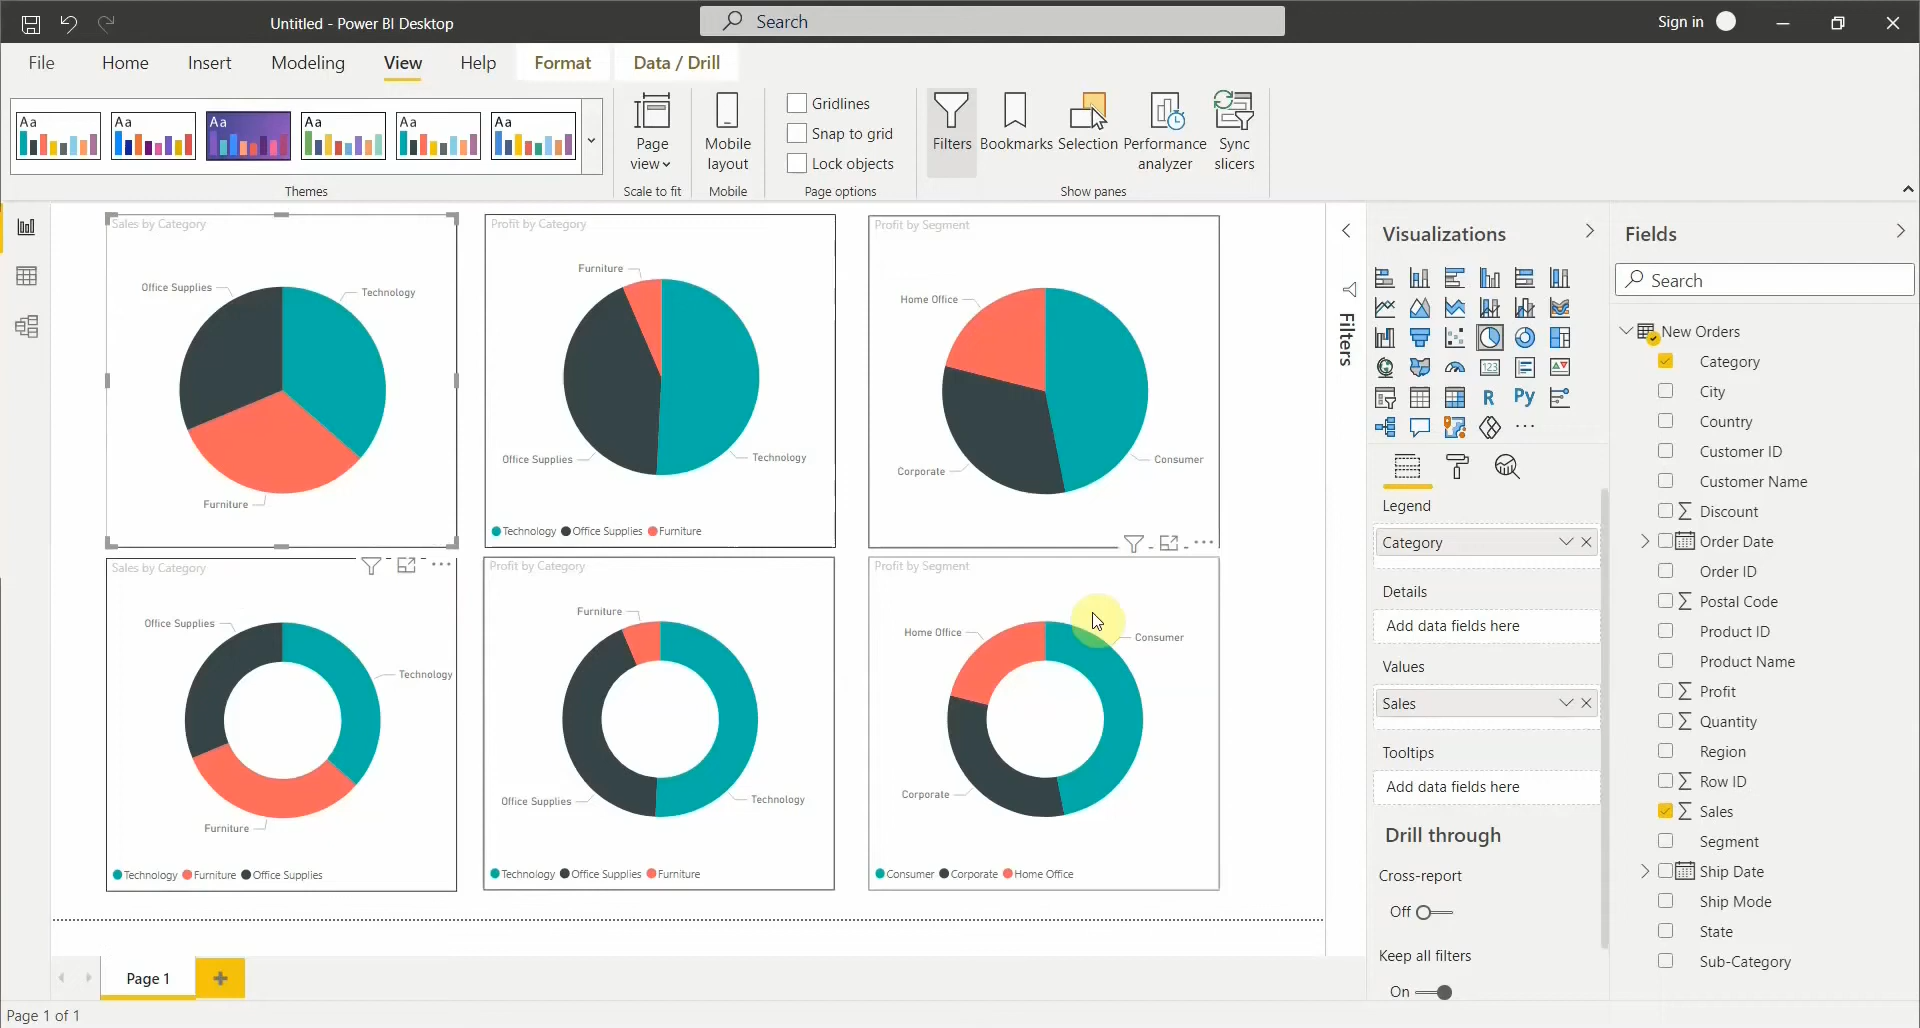 Untitled - Power BI Desktop
Search
Sign in
File
Home
Insert
Modeling
View
Help
Format
Data / Drill
Aa
Aa
Aa
Aa
Aa
Aa
Themes
Page
view
Scale to fit
Mobile
layout
Mobile
Gridlines
Snap to grid
Lock objects
Page options
Filters
Bookmarks
Selection
Performance
analyzer
Sync
slicers
Show panes
Sales by Category
Office Supplies
Technology
Furniture
Profit by Category
Furniture
Office Supplies
Technology
Technology Office Supplies Furniture
Profit by Segment
Home Office
Corporate
Consumer
Sales by Category
Office Supplies
Technology
Furniture
Technology Furniture Office Supplies
Profit by Category
Furniture
Office Supplies
Technology
Technology Office Supplies Furniture
Profit by Segment
Home Office
Consumer
Corporate
Consumer Corporate Home Office
Filters
Visualizations
123
R
Py
Legend
Category
Details
Add data fields here
Values
Sales
Tooltips
Add data fields here
Drill through
Cross-report
Off
Keep all filters
On
Fields
Search
New Orders
Category
City
Country
Customer ID
Customer Name
Σ Discount
Order Date
Order ID
Σ Postal Code
Product ID
Product Name
Σ Profit
Σ Quantity
Region
Σ Row ID
Σ Sales
Segment
Ship Date
Ship Mode
State
Sub-Category
Page 1
Page 1 of 1